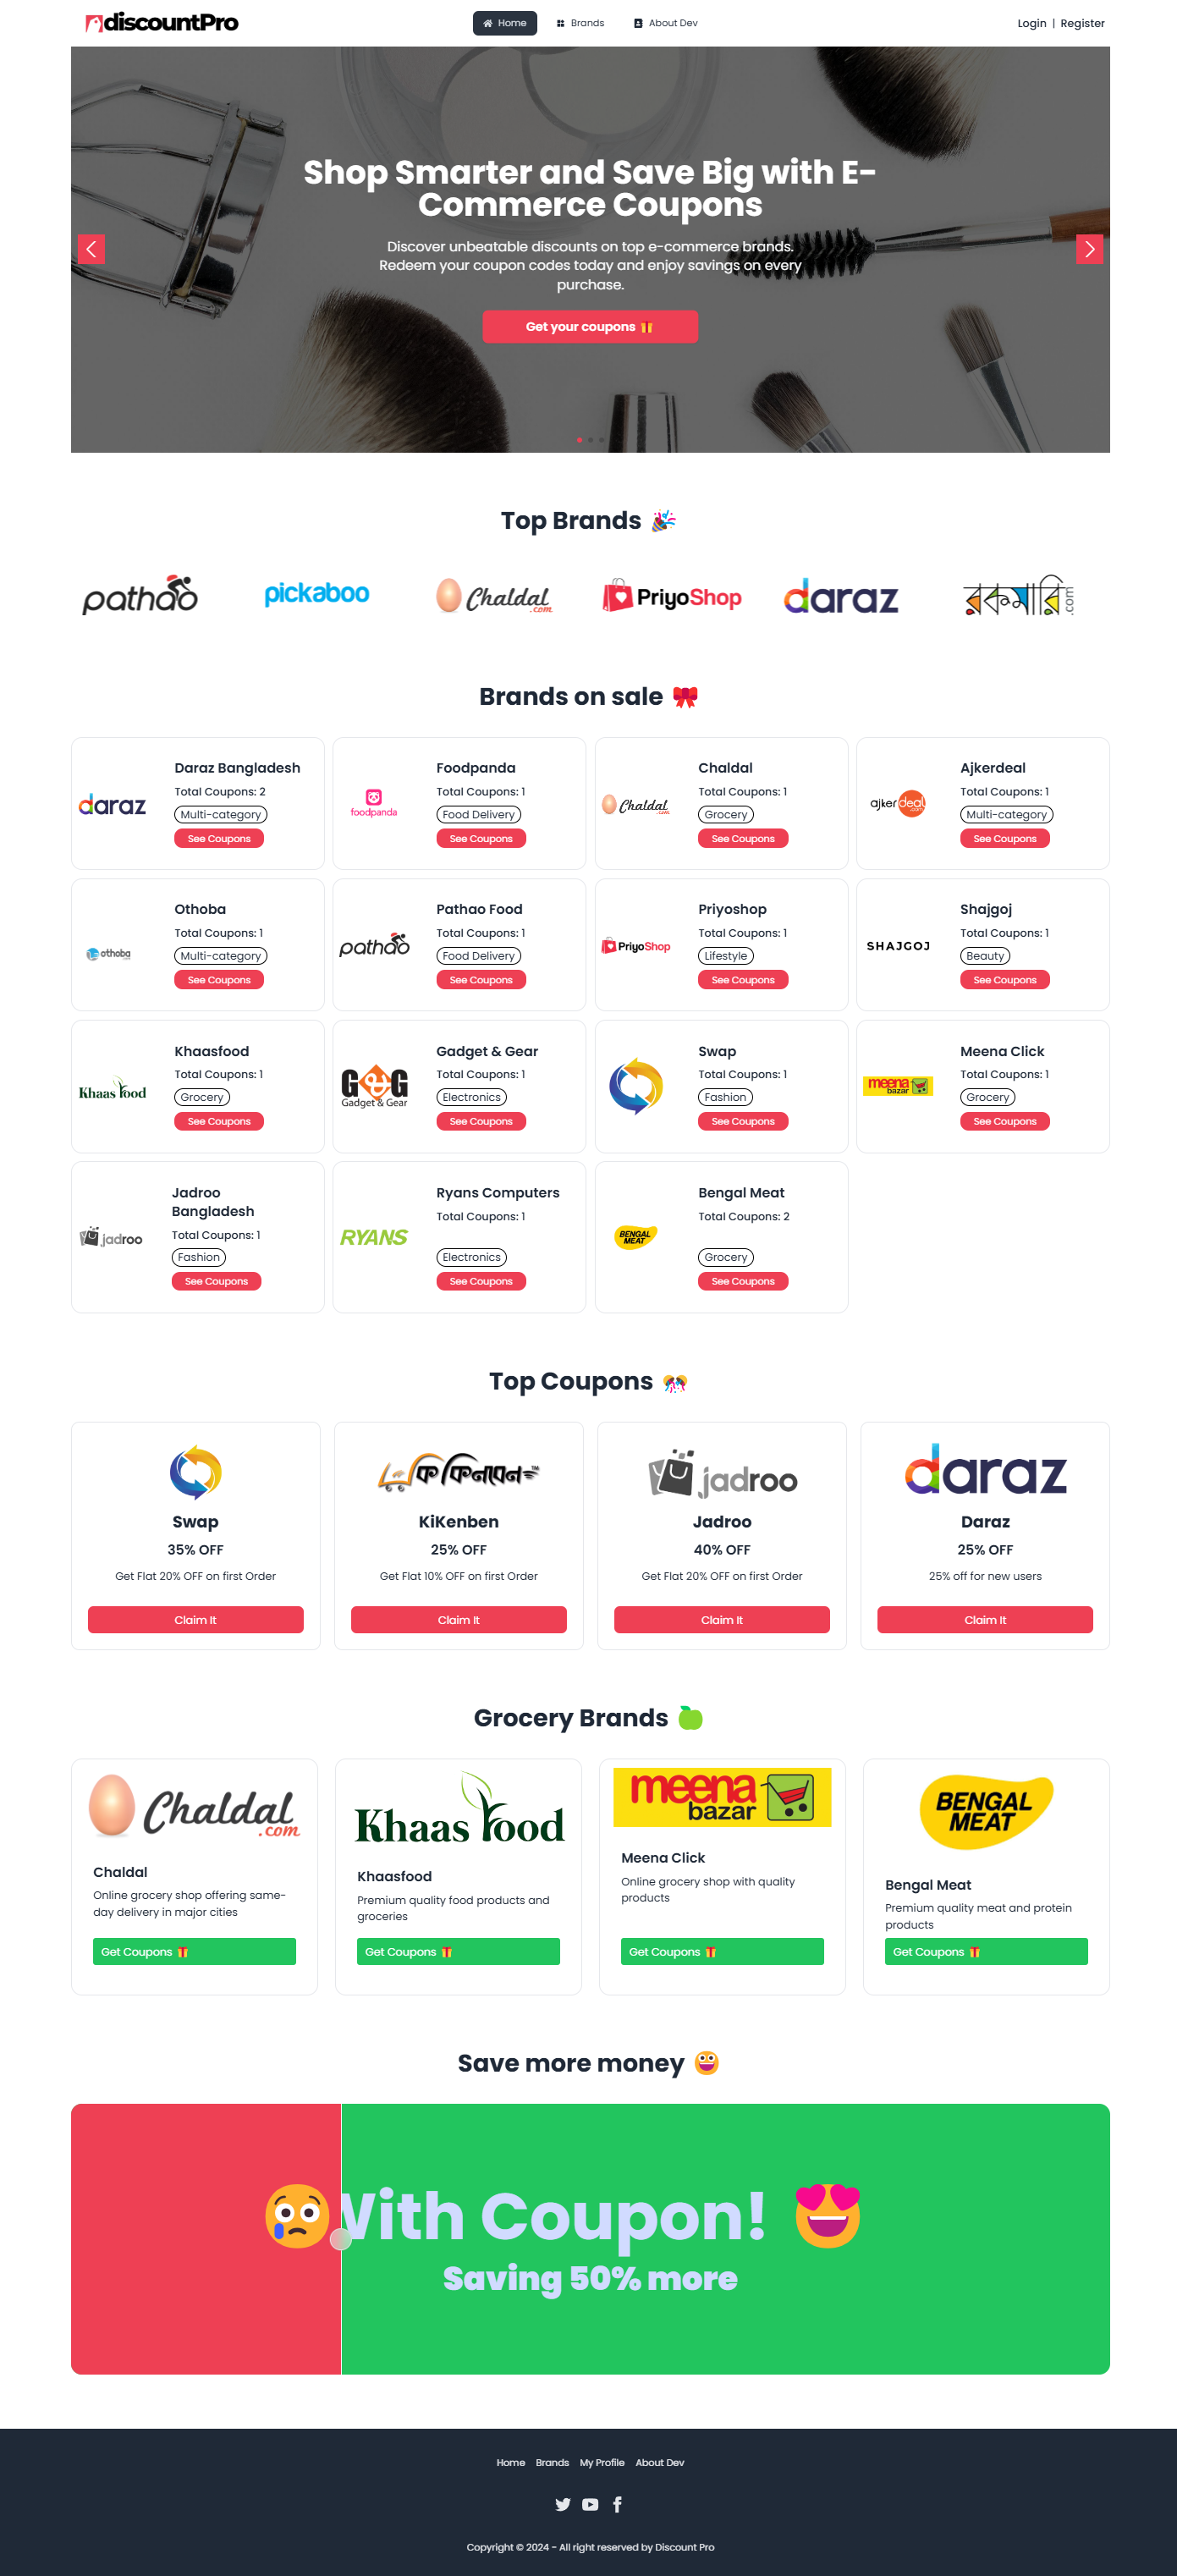 discountPro
Home
Brands
About Dev
Login | Register
Shop Smarter and Save Big with E-
Commerce Coupons
Discover unbeatable discounts on top e-commerce brands.
Redeem your coupon codes today and enjoy savings on every
purchase.
Get your coupons
Top Brands
pathao
pickaboo
Chaldal
.com
PriyoShop
daraz
রকমারি
.com
Brands on sale
daraz
Daraz Bangladesh
Total Coupons: 2
Multi-category
See Coupons
foodpanda
Foodpanda
Total Coupons: 1
Food Delivery
See Coupons
Chaldal
.com
Chaldal
Total Coupons: 1
Grocery
See Coupons
ajkerdeal
.com
Ajkerdeal
Total Coupons: 1
Multi-category
See Coupons
othoba
Othoba
Total Coupons: 1
Multi-category
See Coupons
pathao
Pathao Food
Total Coupons: 1
Food Delivery
See Coupons
PriyoShop
Priyoshop
Total Coupons: 1
Lifestyle
See Coupons
SHAJGOJ
Shajgoj
Total Coupons: 1
Beauty
See Coupons
Khaas food
Khaasfood
Total Coupons: 1
Grocery
See Coupons
G&G
Gadget & Gear
Gadget & Gear
Total Coupons: 1
Electronics
See Coupons
Swap
Total Coupons: 1
Fashion
See Coupons
meena
bazar
Meena Click
Total Coupons: 1
Grocery
See Coupons
jadroo
Jadroo
Bangladesh
Total Coupons: 1
Fashion
See Coupons
RYANS
Ryans Computers
Total Coupons: 1
Electronics
See Coupons
BENGAL
MEAT
Bengal Meat
Total Coupons: 2
Grocery
See Coupons
Top Coupons
Swap
35% OFF
Get Flat 20% OFF on first Order
Claim It
কি কিনবেন™
KiKenben
25% OFF
Get Flat 10% OFF on first Order
Claim It
jadroo
Jadroo
40% OFF
Get Flat 20% OFF on first Order
Claim It
daraz
Daraz
25% OFF
25% off for new users
Claim It
Grocery Brands
Chaldal
.com
Chaldal
Online grocery shop offering same-
day delivery in major cities
Get Coupons
Khaas food
Khaasfood
Premium quality food products and
groceries
Get Coupons
meena
bazar
Meena Click
Online grocery shop with quality
products
Get Coupons
BENGAL
MEAT
Bengal Meat
Premium quality meat and protein
products
Get Coupons
Save more money
With Coupon!
Saving 50% more
Home
Brands
My Profile
About Dev
Copyright © 2024 - All right reserved by Discount Pro